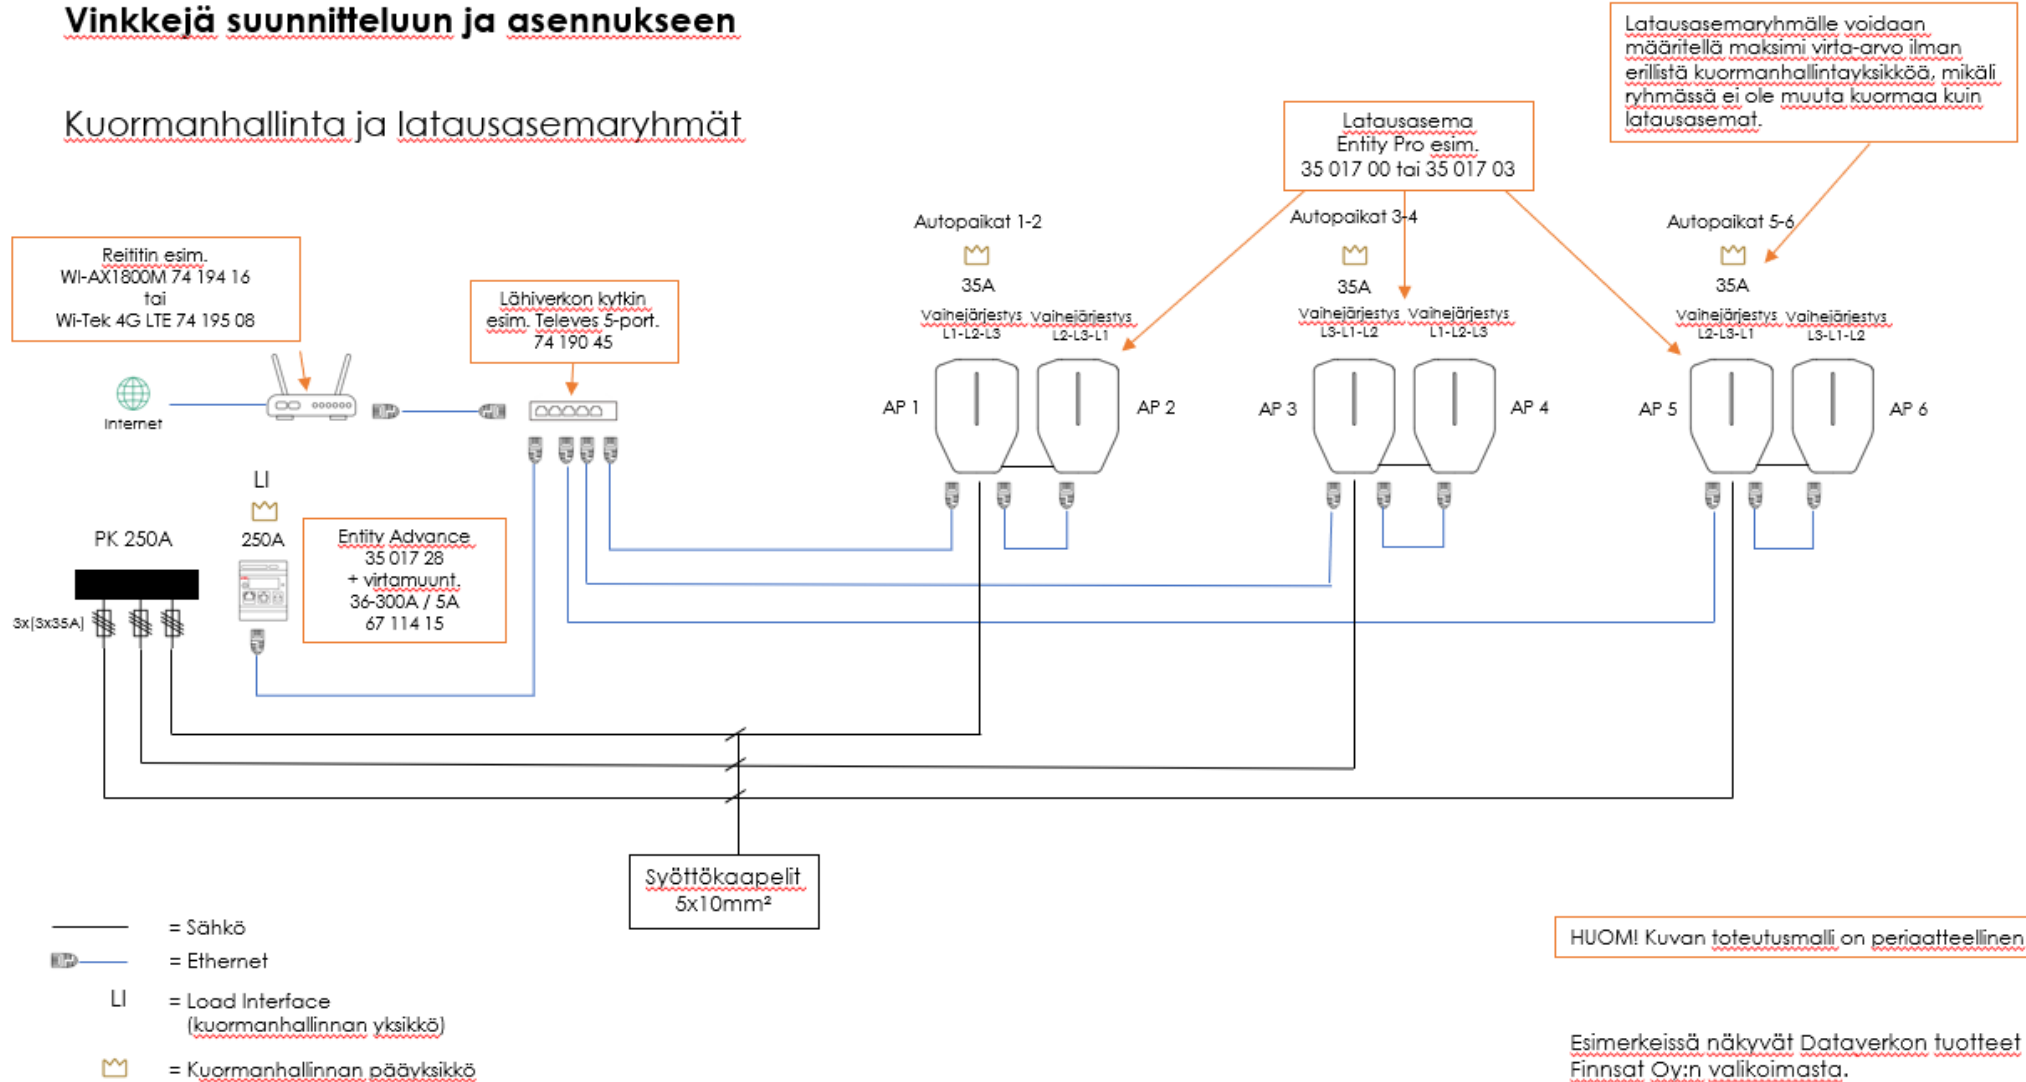 Vinkkejä suunnitteluun ja asennukseen
Kuormanhallinta ja latausasemaryhmät
Latausasemaryhmälle voidaan
määritellä maksimi virta-arvo ilman
erillistä kuormanhallintayksikköä, mikäli
ryhmässä ei ole muuta kuormaa kuin
latausasemat.
Latausasema
Entity Pro esim.
35 017 00 tai 35 017 03
Reititin esim.
WI-AX1800M 74 194 16
tai
Wi-Tek 4G LTE 74 195 08
Lähiverkon kytkin
esim. Televes 5-port.
74 190 45
Internet
Autopaikat 1-2
35A
Vaihejärjestys
L1-L2-L3
Vaihejärjestys
L2-L3-L1
AP 1
AP 2
Autopaikat 3-4
35A
Vaihejärjestys
L3-L1-L2
Vaihejärjestys
L1-L2-L3
AP 3
AP 4
Autopaikat 5-6
35A
Vaihejärjestys
L2-L3-L1
Vaihejärjestys
L3-L1-L2
AP 5
AP 6
LI
250A
PK 250A
3x(3x35A)
Entity Advance
35 017 28
+ virtamuunt.
36-300A / 5A
67 114 15
Syöttökaapelit
5x10mm²
= Sähkö
= Ethernet
LI = Load Interface
(kuormanhallinnan yksikkö)
= Kuormanhallinnan pääyksikkö
HUOM! Kuvan toteutusmalli on periaatteellinen
Esimerkeissä näkyvät Dataverkon tuotteet
Finnsat Oy:n valikoimasta.